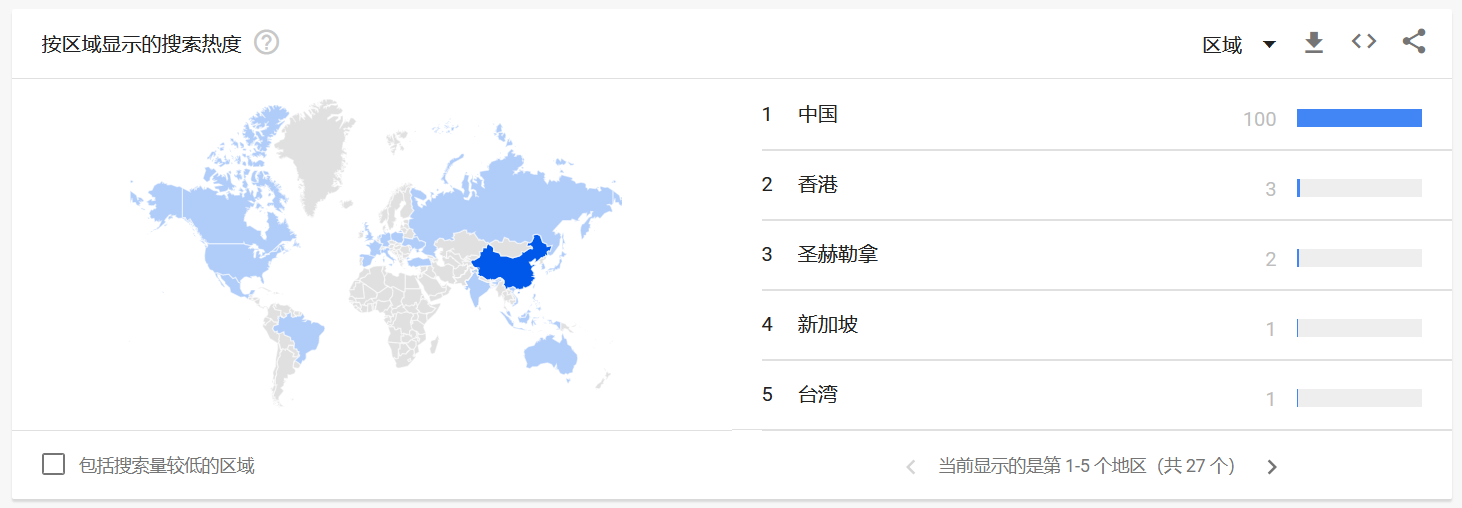 按区域显示的搜索热度
区域
1 中国 100
2 香港 3
3 圣赫勒拿 2
4 新加坡 1
5 台湾 1
包括搜索量较低的区域
当前显示的是第 1-5 个地区（共 27 个）